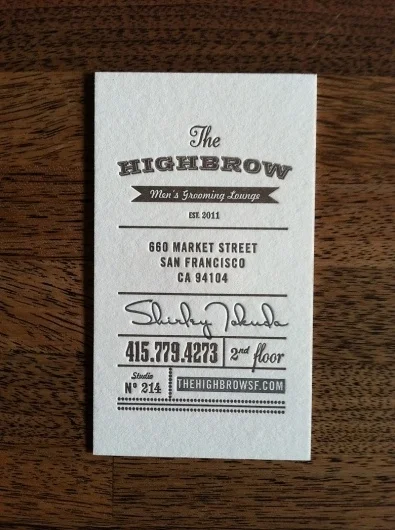 The
HIGHBROW
Men's Grooming Lounge
EST. 2011
660 MARKET STREET
SAN FRANCISCO
CA 94104
Shirley Tokuda
415.779.4273
2nd floor
Studio
Nº 214
THEHIGHBROWSF.COM